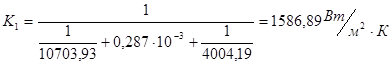 K₁ = 1 / (1/10703,93 + 0,287·10⁻³ + 1/4004,19) = 1586,89 Вт/м²·К